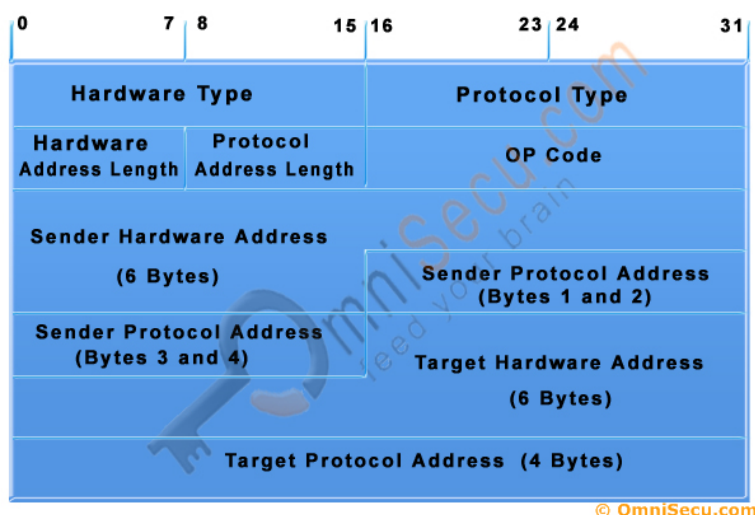 0 7 8 15 16 23 24 31
Hardware Type
Protocol Type
Hardware
Address Length
Protocol
Address Length
OP Code
Sender Hardware Address
(6 Bytes)
Sender Protocol Address
(Bytes 1 and 2)
Sender Protocol Address
(Bytes 3 and 4)
Target Hardware Address
(6 Bytes)
Target Protocol Address (4 Bytes)
OmniSecu.com
feed your brain
© OmniSecu.com